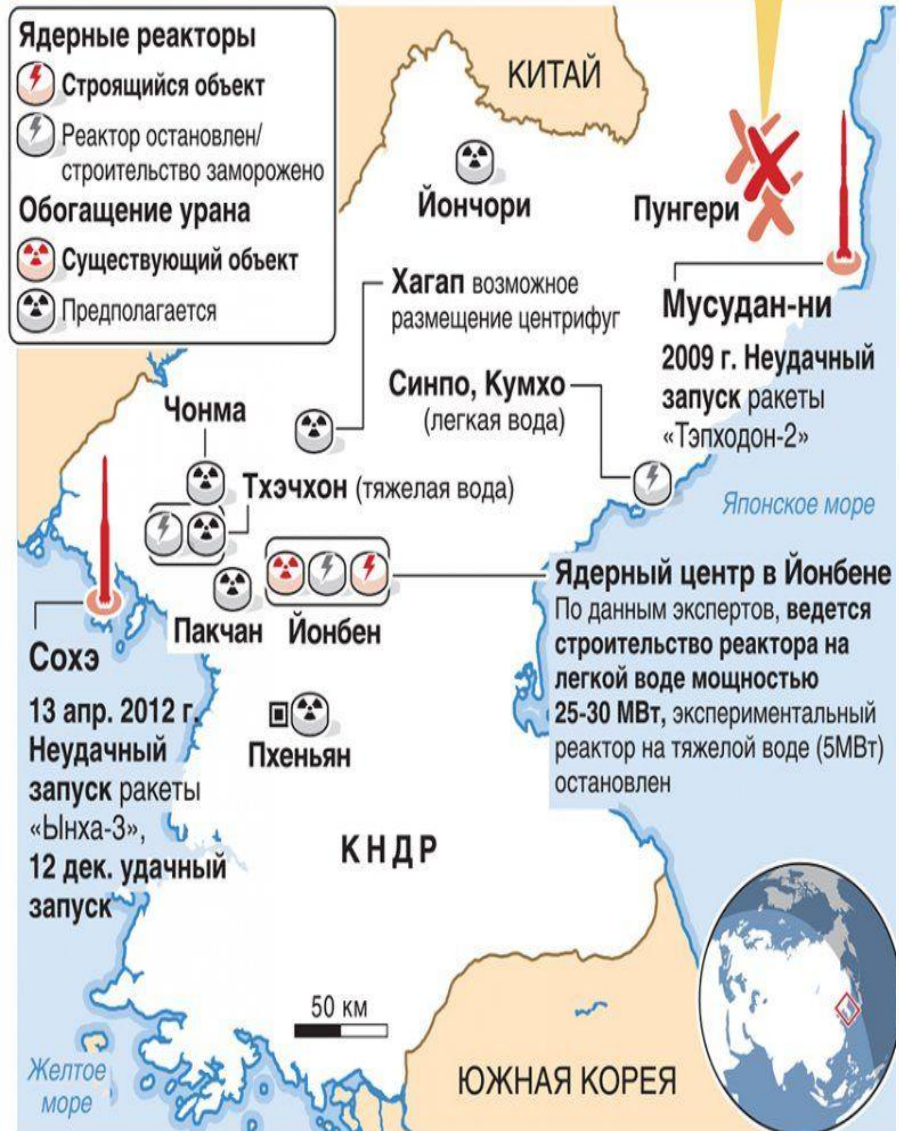 Ядерные реакторы
Строящийся объект
Реактор остановлен/
строительство заморожено
Обогащение урана
Существующий объект
Предполагается
КИТАЙ
Йончори
Пунгери
Хагап возможное
размещение центрифуг
Мусудан-ни
2009 г. Неудачный
запуск ракеты
«Тэпходон-2»
Синпо, Кумхо
(легкая вода)
Чонма
Тхэчхон (тяжелая вода)
Японское море
Пакчан
Йонбен
Ядерный центр в Йонбене
По данным экспертов, ведется
строительство реактора на
легкой воде мощностью
25-30 МВт, экспериментальный
реактор на тяжелой воде (5МВт)
остановлен
Сохэ
13 апр. 2012 г.
Неудачный
запуск ракеты
«Ынха-3»,
12 дек. удачный
запуск
Пхеньян
КНДР
50 км
Желтое
море
ЮЖНАЯ КОРЕЯ